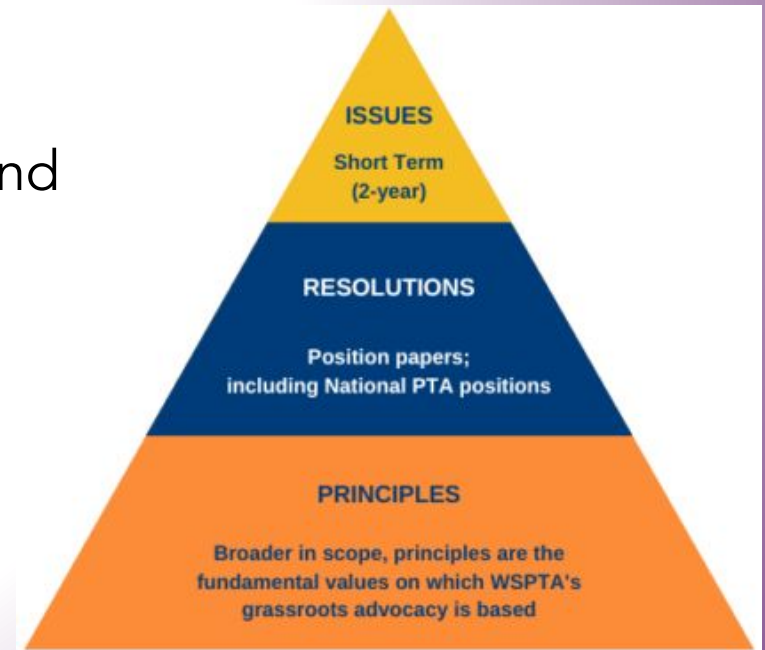 ISSUES
Short Term
(2-year)
nd
RESOLUTIONS
Position papers;
including National PTA positions
PRINCIPLES
Broader in scope, principles are the
fundamental values on which WSPTA's
grassroots advocacy is based